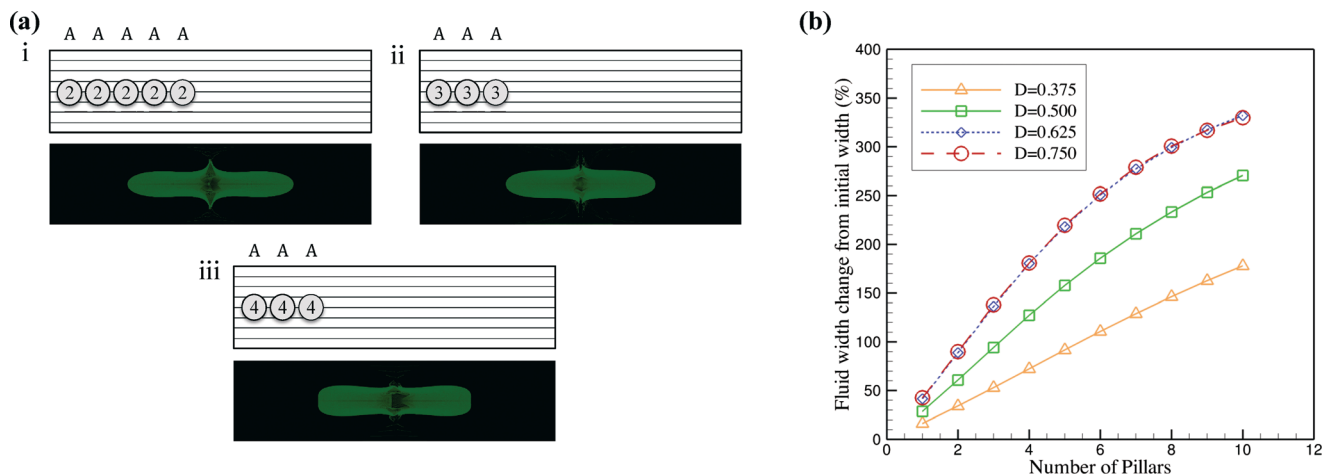 (a)
A A A A A
i
2 2 2 2 2
A A A
ii
3 3 3
A A A
iii
4 4 4
(b)
Fluid width change from initial width (%)
400
350
300
250
200
150
100
50
0
D=0.375
D=0.500
D=0.625
D=0.750
0 2 4 6 8 10 12
Number of Pillars